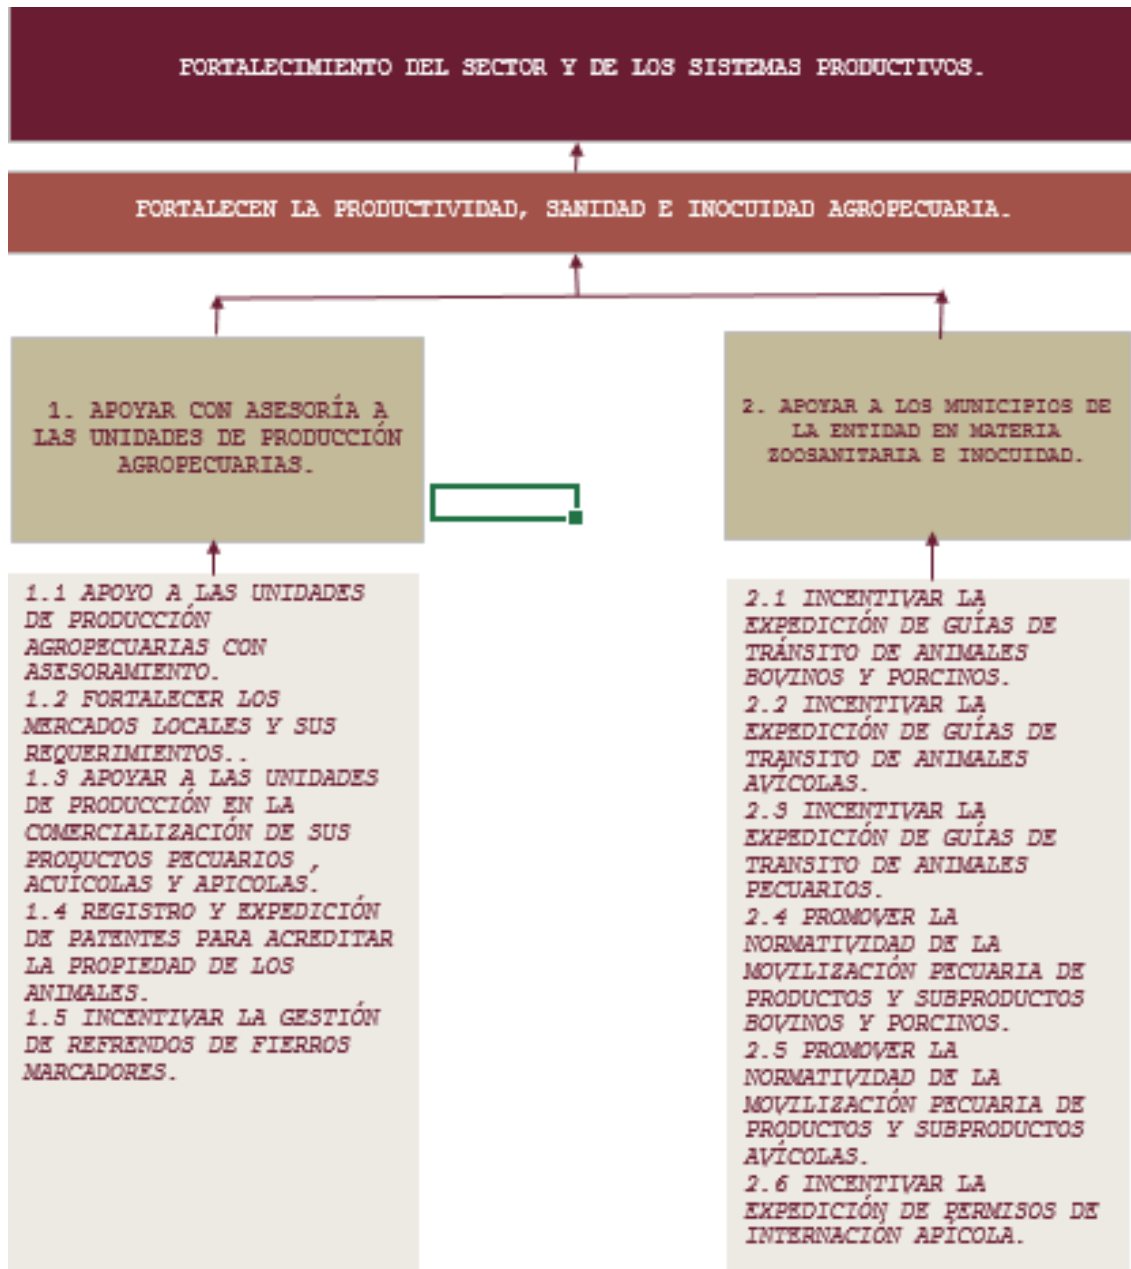 FORTALECIMIENTO DEL SECTOR Y DE LOS SISTEMAS PRODUCTIVOS.
FORTALECEN LA PRODUCTIVIDAD, SANIDAD E INOCUIDAD AGROPECUARIA.
1. APOYAR CON ASESORÍA A
LAS UNIDADES DE PRODUCCIÓN
AGROPECUARIAS.
1.1 APOYO A LAS UNIDADES
DE PRODUCCIÓN
AGROPECUARIAS CON
ASESORAMIENTO.
1.2 FORTALECER LOS
MERCADOS LOCALES Y SUS
REQUERIMIENTOS..
1.3 APOYAR A LAS UNIDADES
DE PRODUCCIÓN EN LA
COMERCIALIZACIÓN DE SUS
PRODUCTOS PECUARIOS ,
ACUÍCOLAS Y APICOLAS.
1.4 REGISTRO Y EXPEDICIÓN
DE PATENTES PARA ACREDITAR
LA PROPIEDAD DE LOS
ANIMALES.
1.5 INCENTIVAR LA GESTIÓN
DE REFRENDOS DE FIERROS
MARCADORES.
2. APOYAR A LOS MUNICIPIOS DE
LA ENTIDAD EN MATERIA
ZOOSANITARIA E INOCUIDAD.
2.1 INCENTIVAR LA
EXPEDICIÓN DE GUÍAS DE
TRÁNSITO DE ANIMALES
BOVINOS Y PORCINOS.
2.2 INCENTIVAR LA
EXPEDICIÓN DE GUÍAS DE
TRANSITO DE ANIMALES
AVÍCOLAS.
2.3 INCENTIVAR LA
EXPEDICIÓN DE GUÍAS DE
TRANSITO DE ANIMALES
PECUARIOS.
2.4 PROMOVER LA
NORMATIVIDAD DE LA
MOVILIZACIÓN PECUARIA DE
PRODUCTOS Y SUBPRODUCTOS
BOVINOS Y PORCINOS.
2.5 PROMOVER LA
NORMATIVIDAD DE LA
MOVILIZACIÓN PECUARIA DE
PRODUCTOS Y SUBPRODUCTOS
AVÍCOLAS.
2.6 INCENTIVAR LA
EXPEDICIÓN DE PERMISOS DE
INTERNACIÓN APÍCOLA.